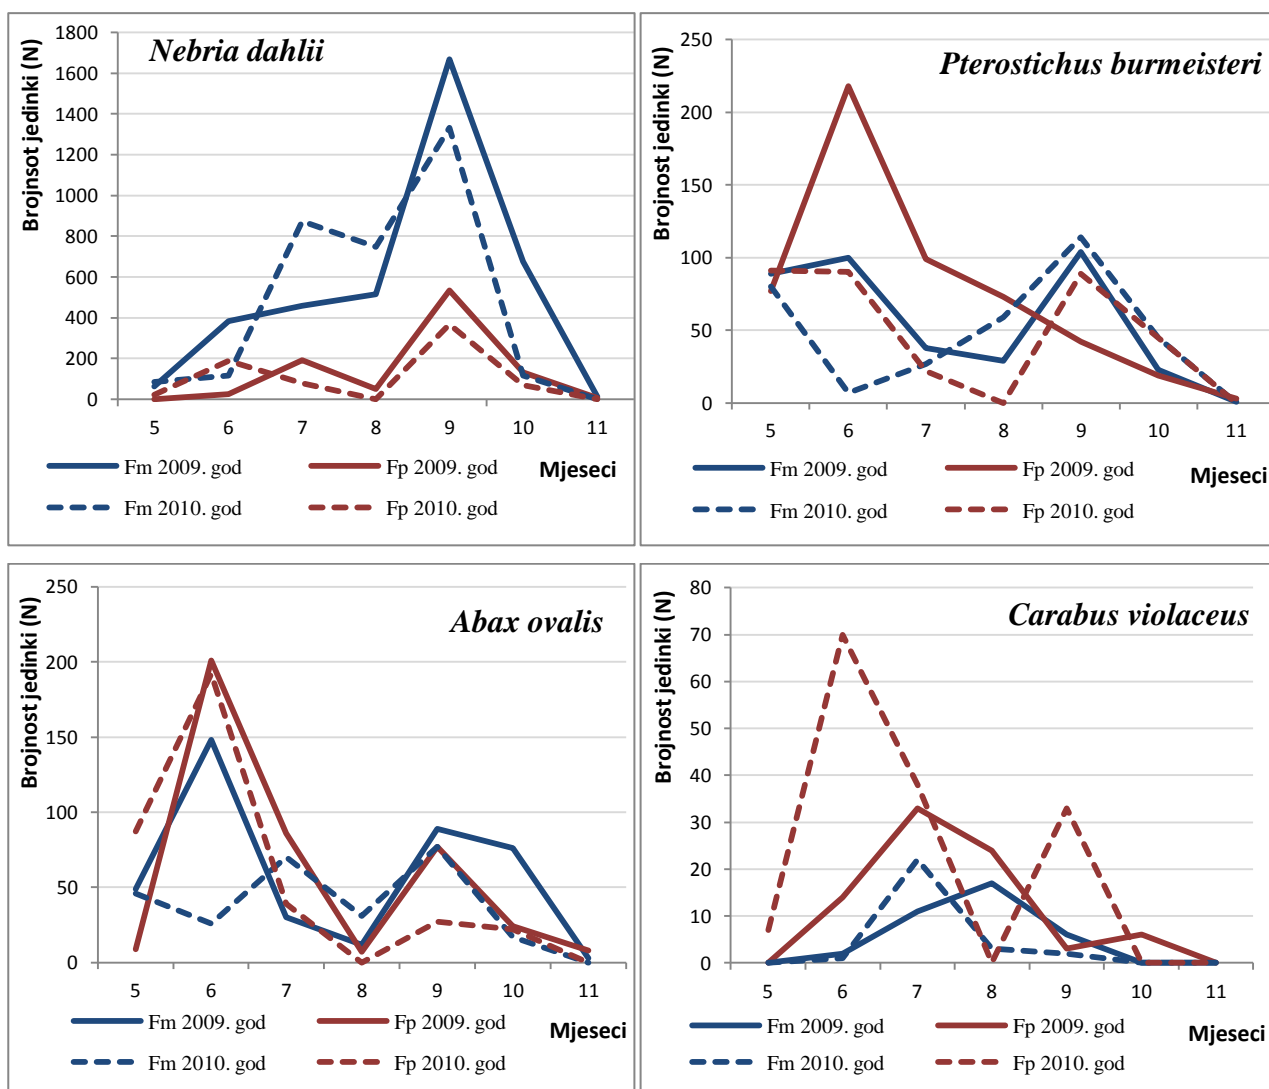 Nebria dahlii
Brojnsot jedinki (N)
1800
1600
1400
1200
1000
800
600
400
200
0
5 6 7 8 9 10 11
Mjeseci
Fm 2009. god Fp 2009. god
Fm 2010. god Fp 2010. god
Pterostichus burmeisteri
Brojnost jedinki (N)
250
200
150
100
50
0
5 6 7 8 9 10 11
Mjeseci
Fm 2009. god Fp 2009. god
Fm 2010. god Fp 2010. god
Abax ovalis
Brojnost jedinki (N)
250
200
150
100
50
0
5 6 7 8 9 10 11
Mjeseci
Fm 2009. god Fp 2009. god
Fm 2010. god Fp 2010. god
Carabus violaceus
Brojnost jedinki (N)
80
70
60
50
40
30
20
10
0
5 6 7 8 9 10 11
Mjeseci
Fm 2009. god Fp 2009. god
Fm 2010. god Fp 2010. god